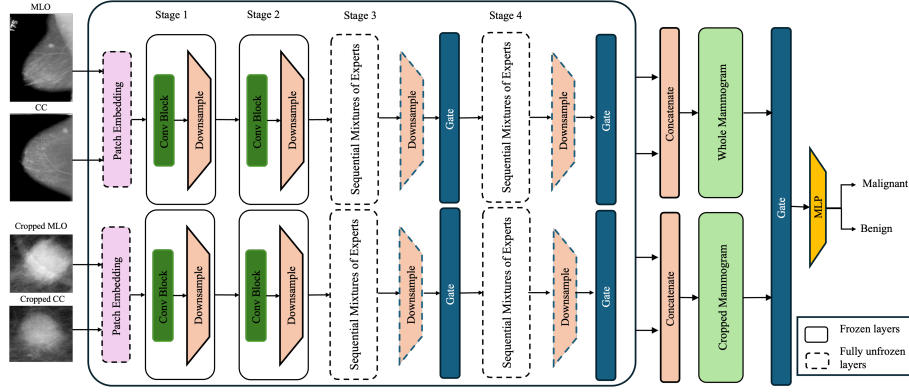 MLO
Stage 1
Stage 2
Stage 3
Stage 4
CC
Patch Embedding
Conv Block
Downsample
Conv Block
Downsample
Sequential Mixtures of Experts
Downsample
Gate
Sequential Mixtures of Experts
Downsample
Gate
Concatenate
Whole Mammogram
Cropped MLO
Cropped CC
Patch Embedding
Conv Block
Downsample
Conv Block
Downsample
Sequential Mixtures of Experts
Downsample
Gate
Sequential Mixtures of Experts
Downsample
Gate
Concatenate
Cropped Mammogram
Gate
MLP
Malignant
Benign
Frozen layers
Fully unfrozen
layers